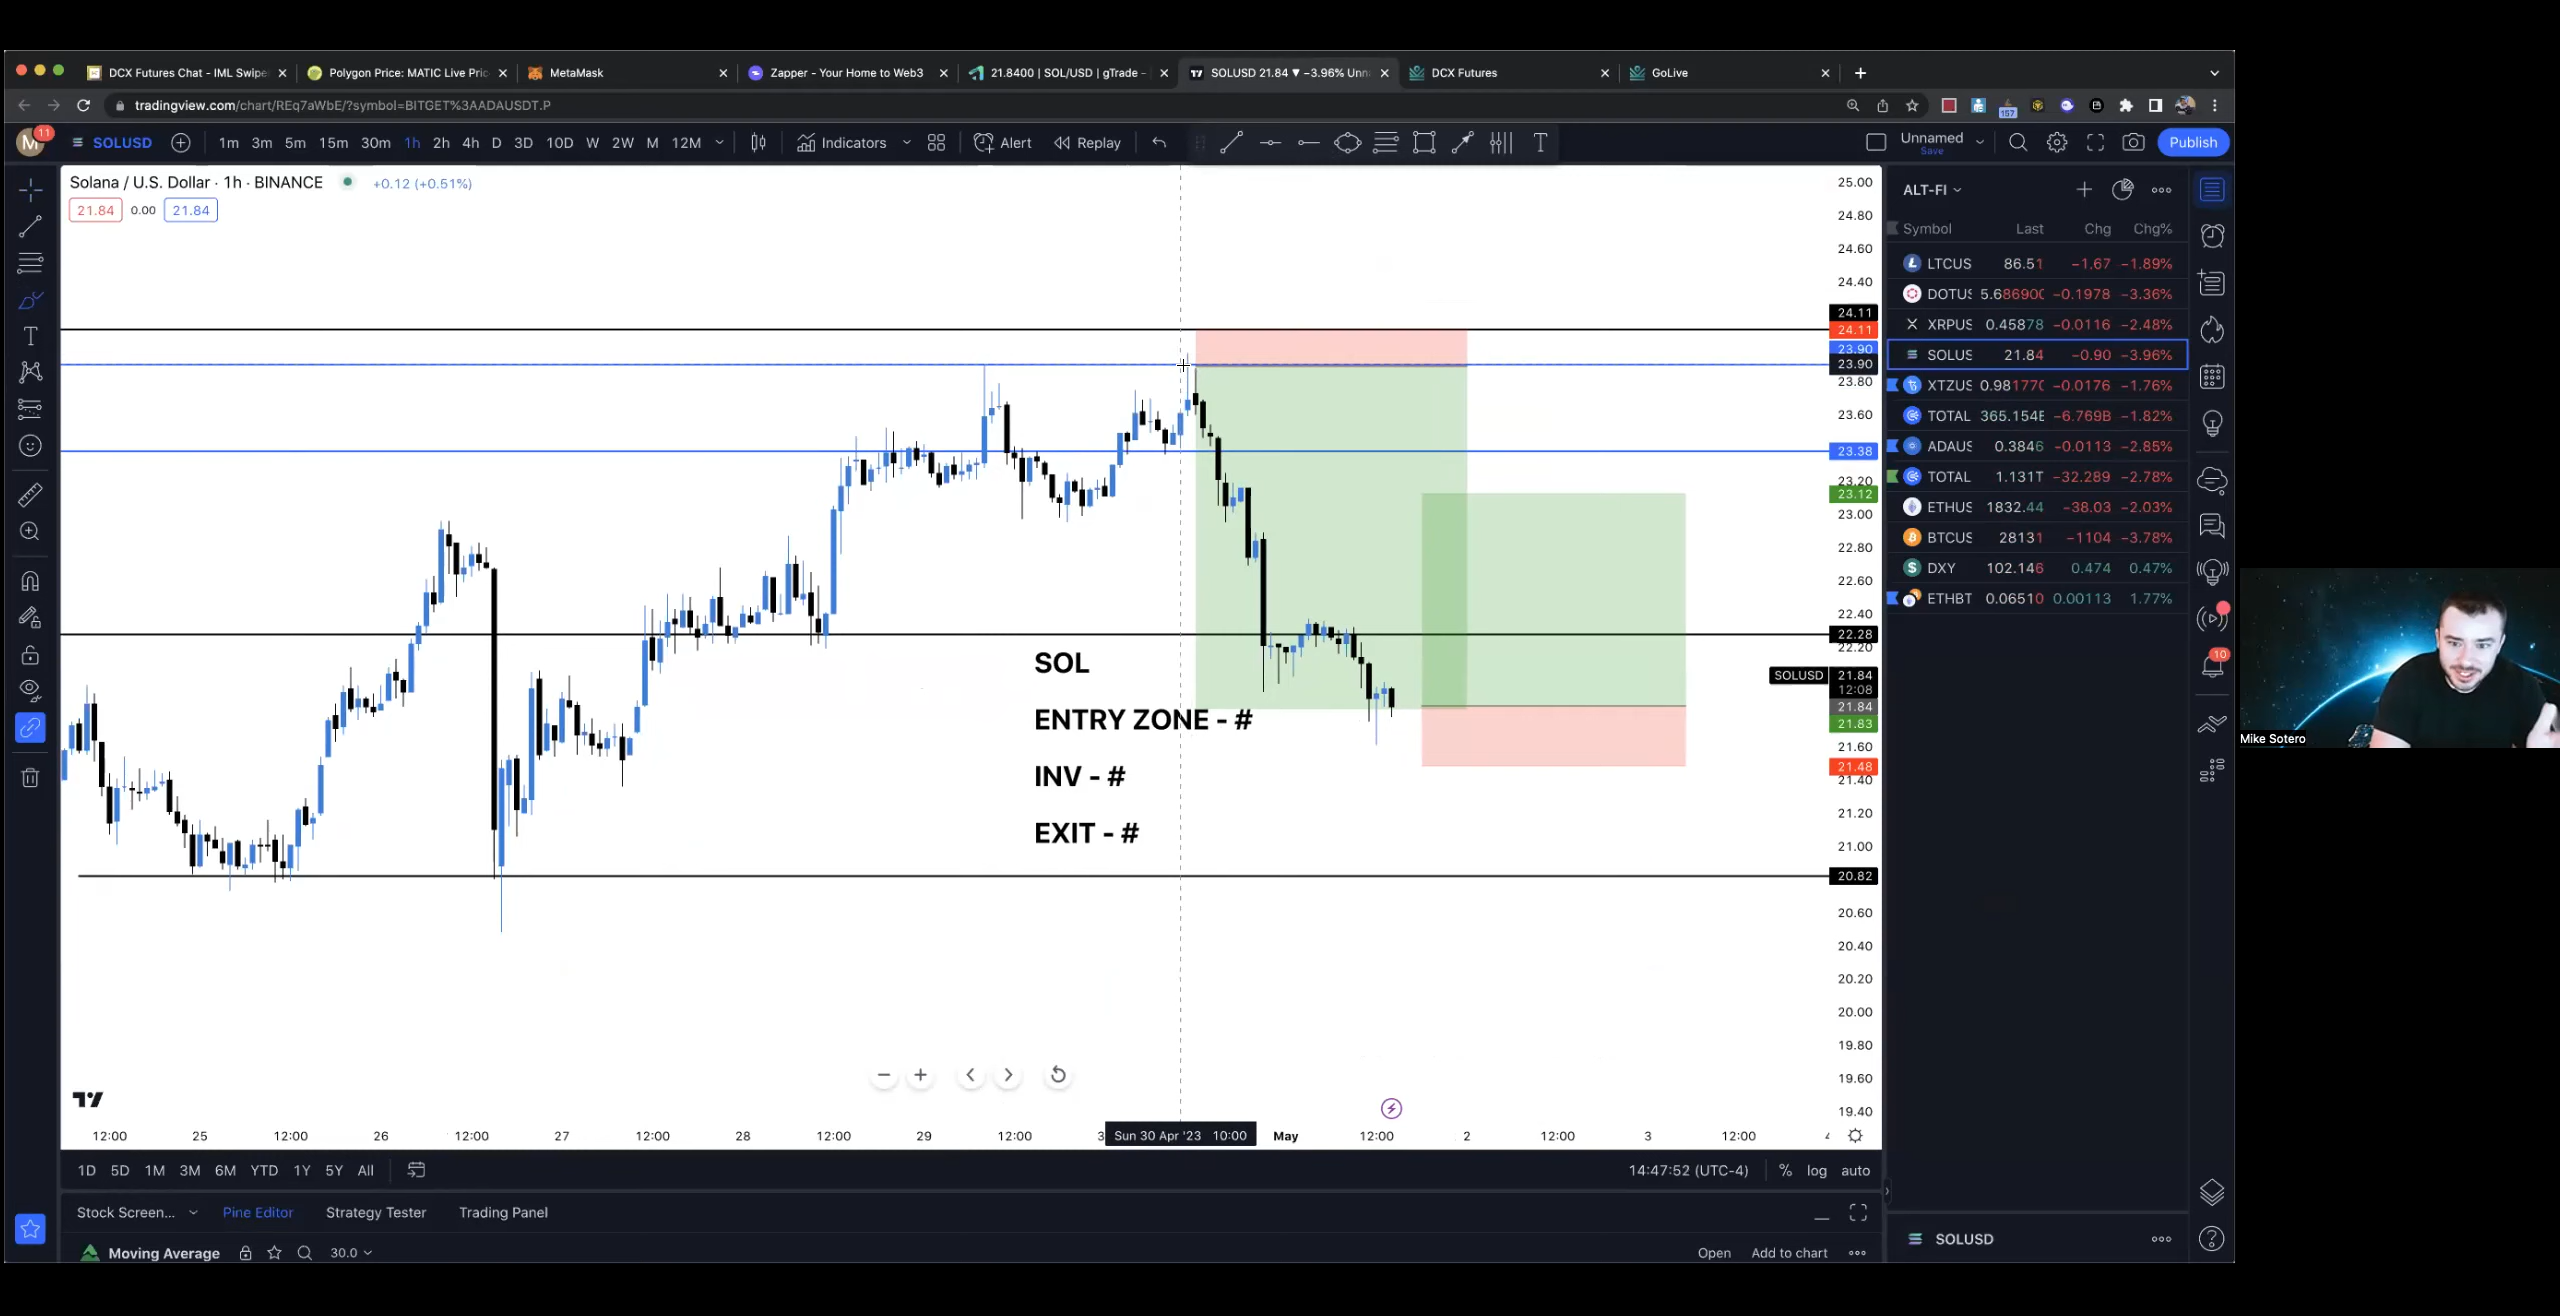 DCX Futures Chat - IML Swipe
Polygon Price: MATIC Live Pric
MetaMask
Zapper - Your Home to Web3
21.8400 | SOL/USD | gTrade -
SOLUSD 21.84 ▼ −3.96% Unn
DCX Futures
GoLive
tradingview.com/chart/REq7aWbE/?symbol=BITGET%3AADAUSDT.P
157
M 11 SOLUSD 1m 3m 5m 15m 30m 1h 2h 4h D 3D 10D W 2W M 12M Indicators Alert Replay T Unnamed Save Publish
Solana / U.S. Dollar · 1h · BINANCE +0.12 (+0.51%)
21.84 0.00 21.84
25.00
24.80
24.60
24.40
24.11
24.11
23.90
23.90
23.80
23.60
23.38
23.20
23.12
23.00
22.80
22.60
22.40
22.28
22.20
SOLUSD 21.84
12:08
21.84
21.83
21.60
21.48
21.40
21.20
21.00
20.82
20.60
20.40
20.20
20.00
19.80
19.60
19.40
SOL
ENTRY ZONE - #
INV - #
EXIT - #
12:00 25 12:00 26 12:00 27 12:00 28 12:00 29 12:00 3 Sun 30 Apr '23 10:00 May 12:00 2 12:00 3 12:00
1D 5D 1M 3M 6M YTD 1Y 5Y All 14:47:52 (UTC-4) % log auto
Stock Screen... Pine Editor Strategy Tester Trading Panel
Moving Average 30.0 Open Add to chart
ALT-FI
Symbol Last Chg Chg%
LTCUS 86.51 −1.67 −1.89%
DOTUS 5.686900 −0.1978 −3.36%
XRPUS 0.45878 −0.0116 −2.48%
SOLUS 21.84 −0.90 −3.96%
XTZUS 0.981770 −0.0176 −1.76%
TOTAL 365.154B −6.769B −1.82%
ADAUS 0.3846 −0.0113 −2.85%
TOTAL 1.131T −32.289 −2.78%
ETHUS 1832.44 −38.03 −2.03%
BTCUS 28131 −1104 −3.78%
DXY 102.146 0.474 0.47%
ETHBT 0.06510 0.00113 1.77%
10
SOLUSD
Mike Sotero